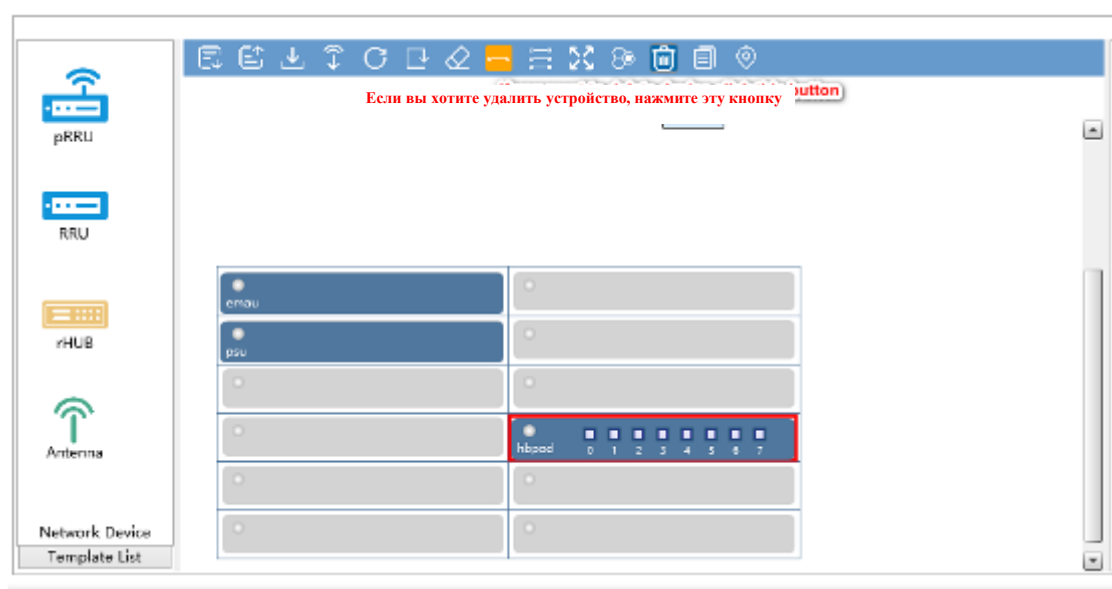 Если вы хотите удалить устройство, нажмите эту кнопку
button
pRRU
RRU
rHUB
Antenna
Network Device
Template List
emau
psu
hbpod
0 1 2 3 4 5 6 7